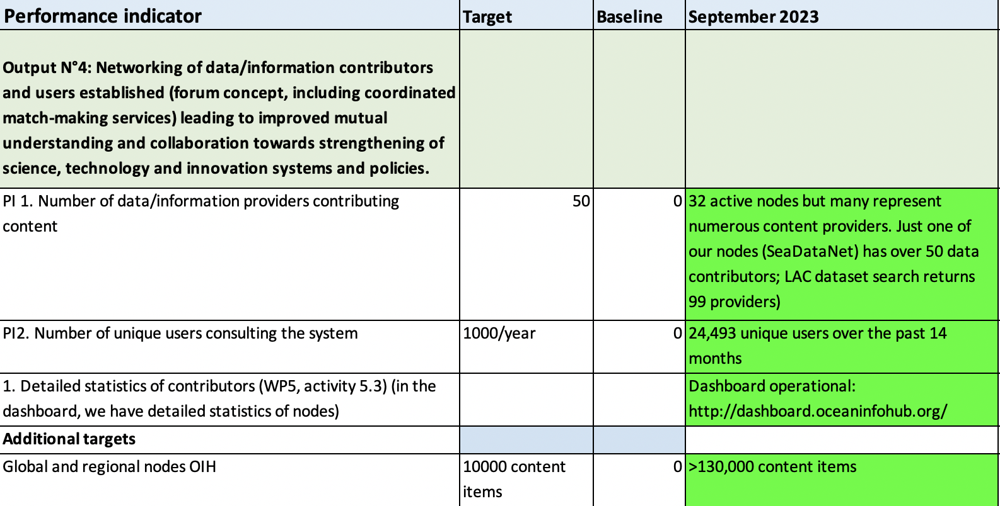 Performance indicator Target Baseline September 2023
Output N°4: Networking of data/information contributors
and users established (forum concept, including coordinated
match-making services) leading to improved mutual
understanding and collaboration towards strengthening of
science, technology and innovation systems and policies.
PI 1. Number of data/information providers contributing
content
50
0
32 active nodes but many represent
numerous content providers. Just one of
our nodes (SeaDataNet) has over 50 data
contributors; LAC dataset search returns
99 providers)
PI2. Number of unique users consulting the system
1000/year
0
24,493 unique users over the past 14
months
1. Detailed statistics of contributors (WP5, activity 5.3) (in the
dashboard, we have detailed statistics of nodes)
Dashboard operational:
http://dashboard.oceaninfohub.org/
Additional targets
Global and regional nodes OIH
10000 content
items
0
>130,000 content items